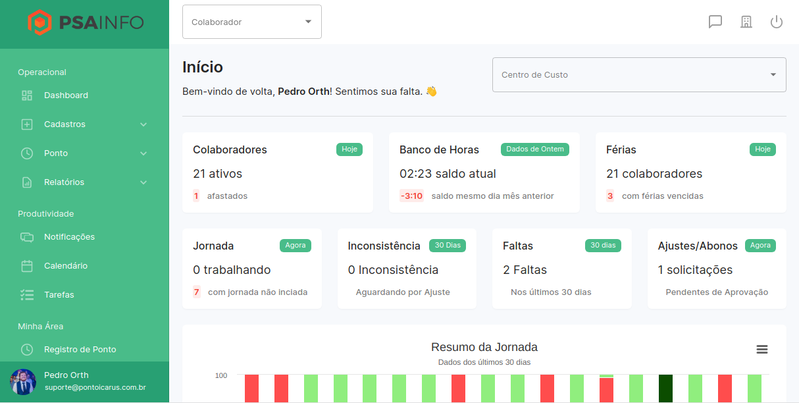 PSAINFO
Operacional
Dashboard
Cadastros
Ponto
Relatórios
Produtividade
Notificações
Calendário
Tarefas
Minha Área
Registro de Ponto
Pedro Orth
suporte@pontoicarus.com.br
Colaborador
Início
Bem-vindo de volta, Pedro Orth! Sentimos sua falta. 👋
Centro de Custo
Colaboradores Hoje
21 ativos
1 afastados
Banco de Horas Dados de Ontem
02:23 saldo atual
-3:10 saldo mesmo dia mês anterior
Férias Hoje
21 colaboradores
3 com férias vencidas
Jornada Agora
0 trabalhando
7 com jornada não inciada
Inconsistência 30 Dias
0 Inconsistência
Aguardando por Ajuste
Faltas 30 dias
2 Faltas
Nos últimos 30 dias
Ajustes/Abonos Agora
1 solicitações
Pendentes de Aprovação
Resumo da Jornada
Dados dos últimos 30 dias
100